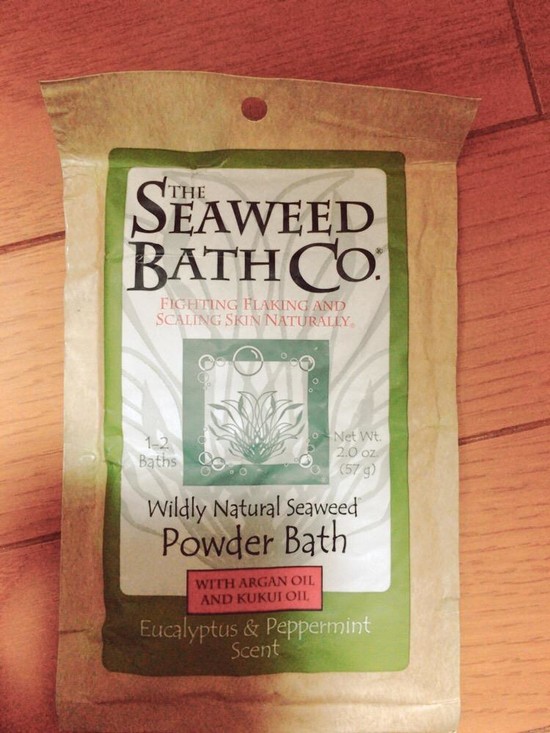 THE
SEAWEED
BATH CO.®
FIGHTING FLAKING AND
SCALING SKIN NATURALLY®
1-2
Baths
Net Wt.
2.0 oz.
(57 g)
Wildly Natural Seaweed
Powder Bath
WITH ARGAN OIL
AND KUKUI OIL
Eucalyptus & Peppermint
Scent